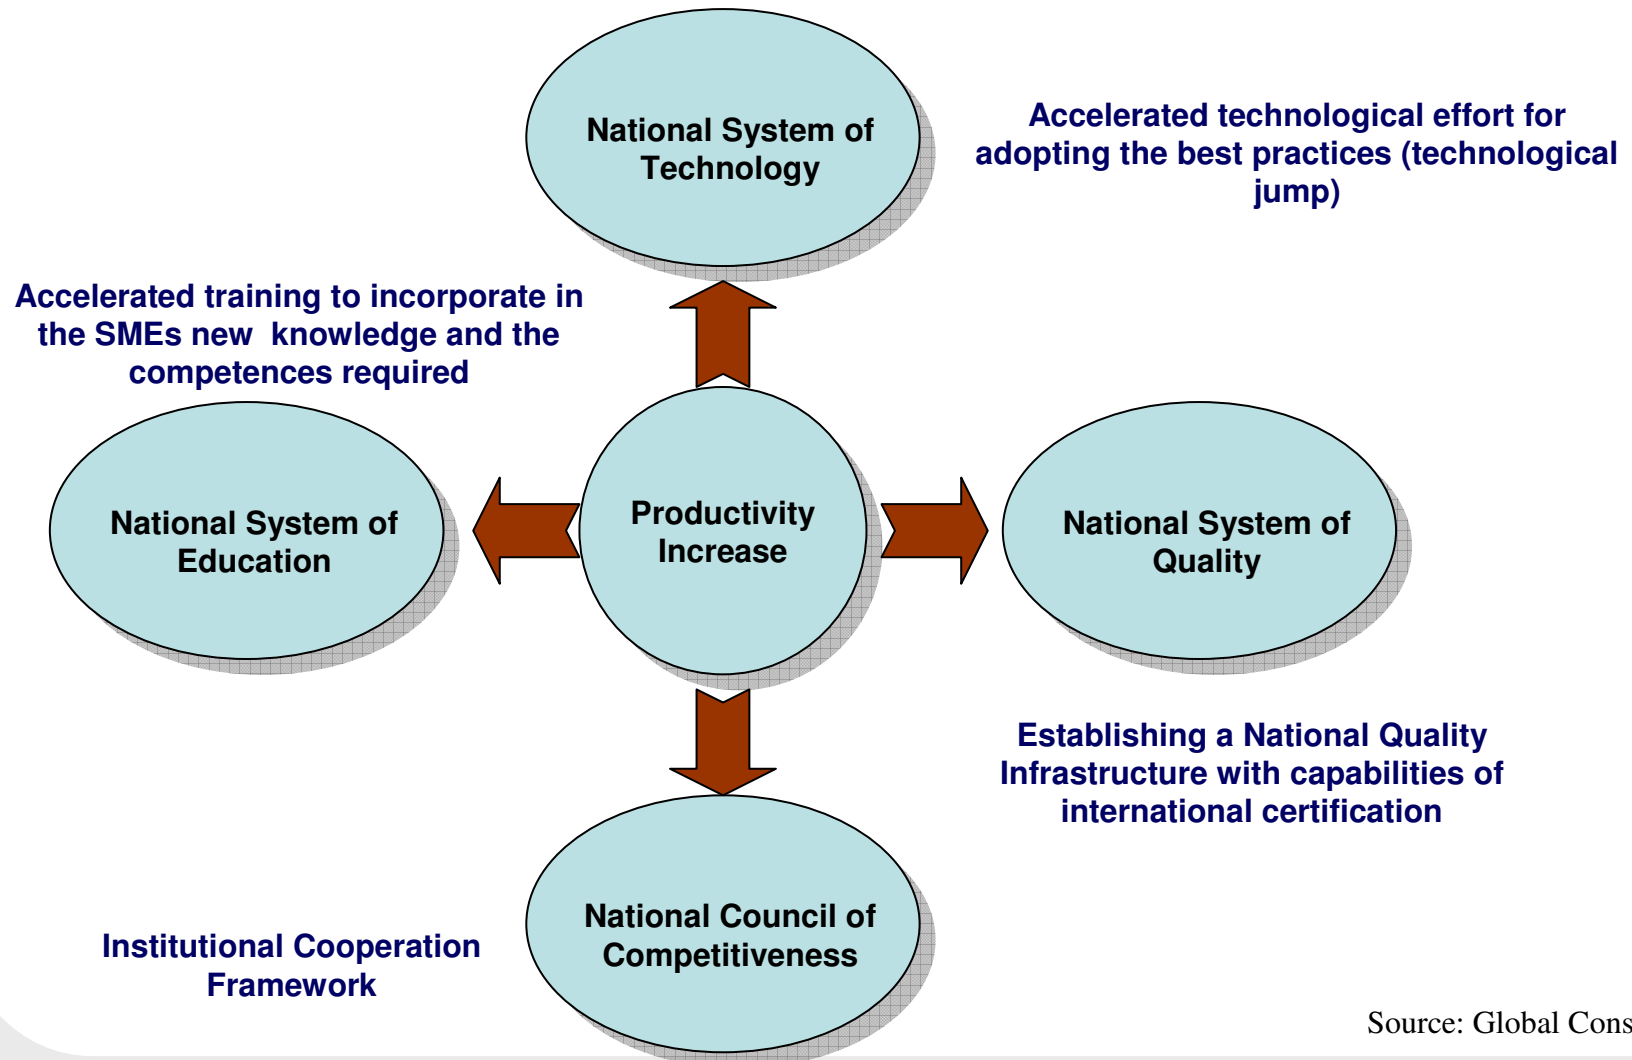 National System of
Technology
Accelerated technological effort for
adopting the best practices (technological
jump)
Accelerated training to incorporate in
the SMEs new  knowledge and the
competences required
National System of
Education
Productivity
Increase
National System of
Quality
Establishing a National Quality
Infrastructure with capabilities of
international certification
National Council of
Competitiveness
Institutional Cooperation
Framework
Source: Global Cons